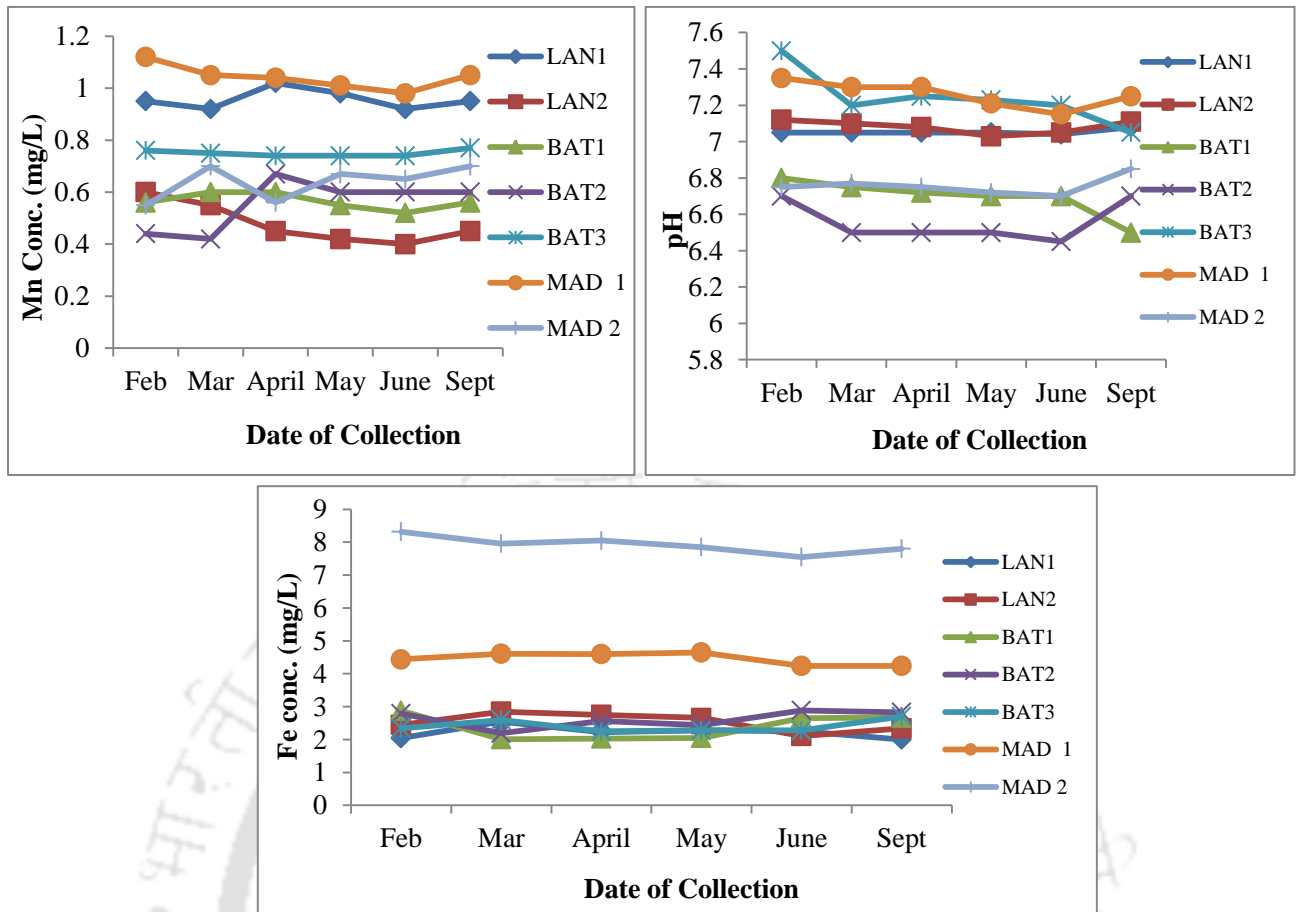 1.2
1
0.8
0.6
0.4
0.2
0
Mn Conc. (mg/L)
Feb Mar April May June Sept
Date of Collection
LAN1
LAN2
BAT1
BAT2
BAT3
MAD 1
MAD 2
7.6
7.4
7.2
7
6.8
6.6
6.4
6.2
6
5.8
pH
Feb Mar April May June Sept
Date of Collection
LAN1
LAN2
BAT1
BAT2
BAT3
MAD 1
MAD 2
9
8
7
6
5
4
3
2
1
0
Fe conc. (mg/L)
Feb Mar April May June Sept
Date of Collection
LAN1
LAN2
BAT1
BAT2
BAT3
MAD 1
MAD 2